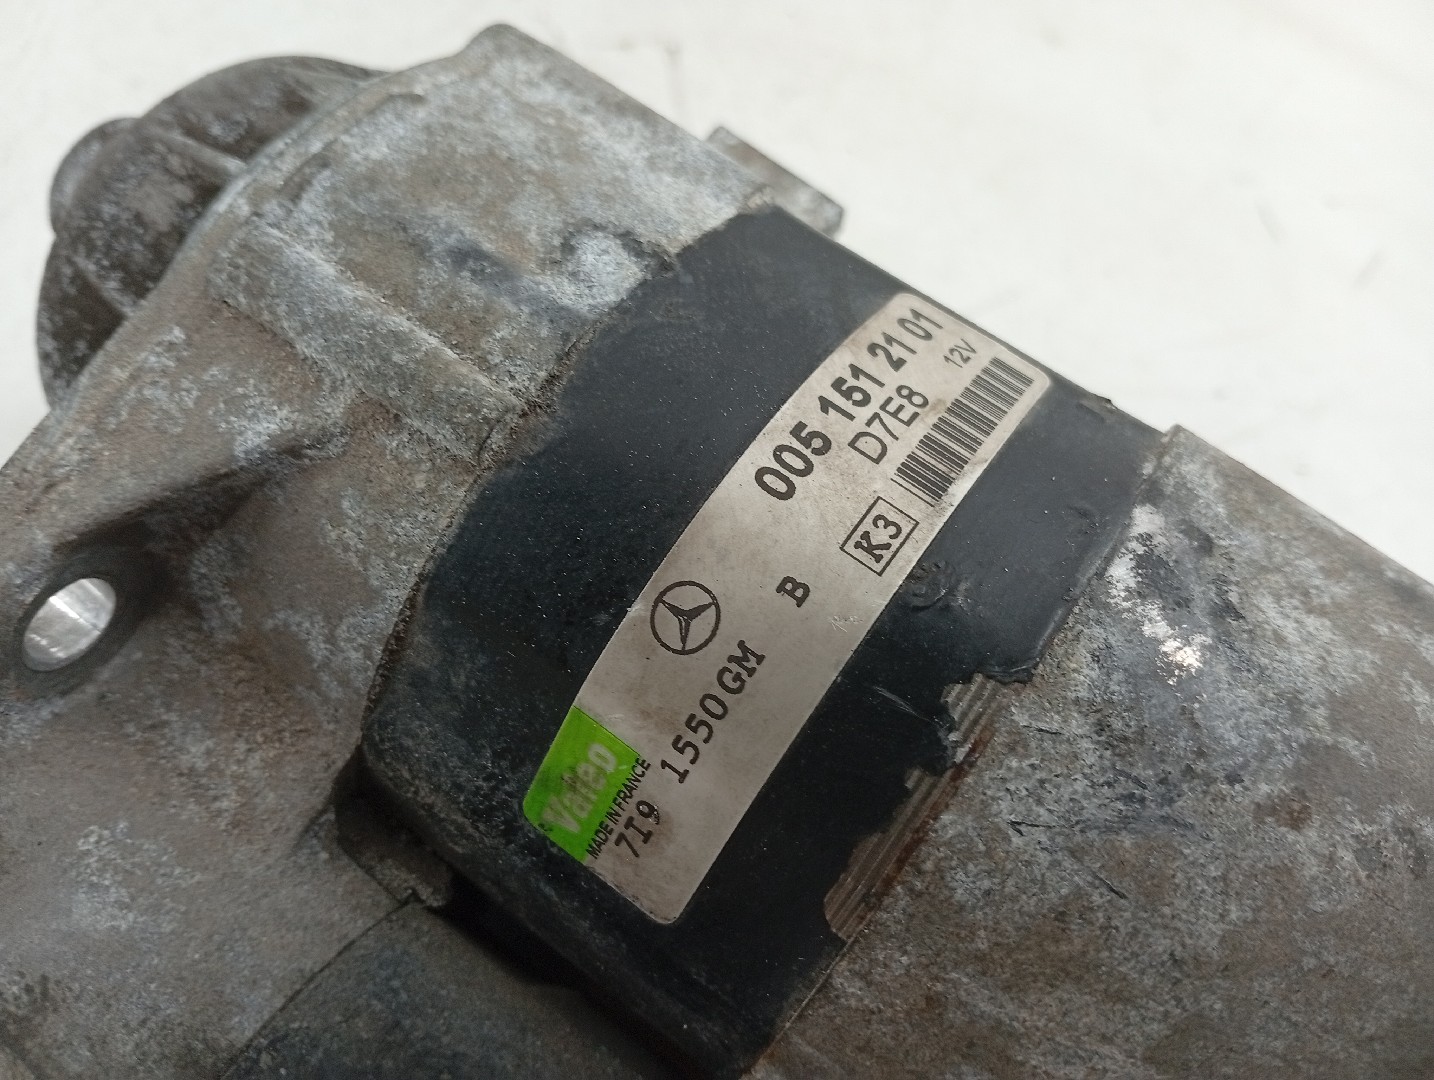 005 151 21 01
D7E8 12V
K3
B
Valeo
MADE IN FRANCE
7I9 1550GM